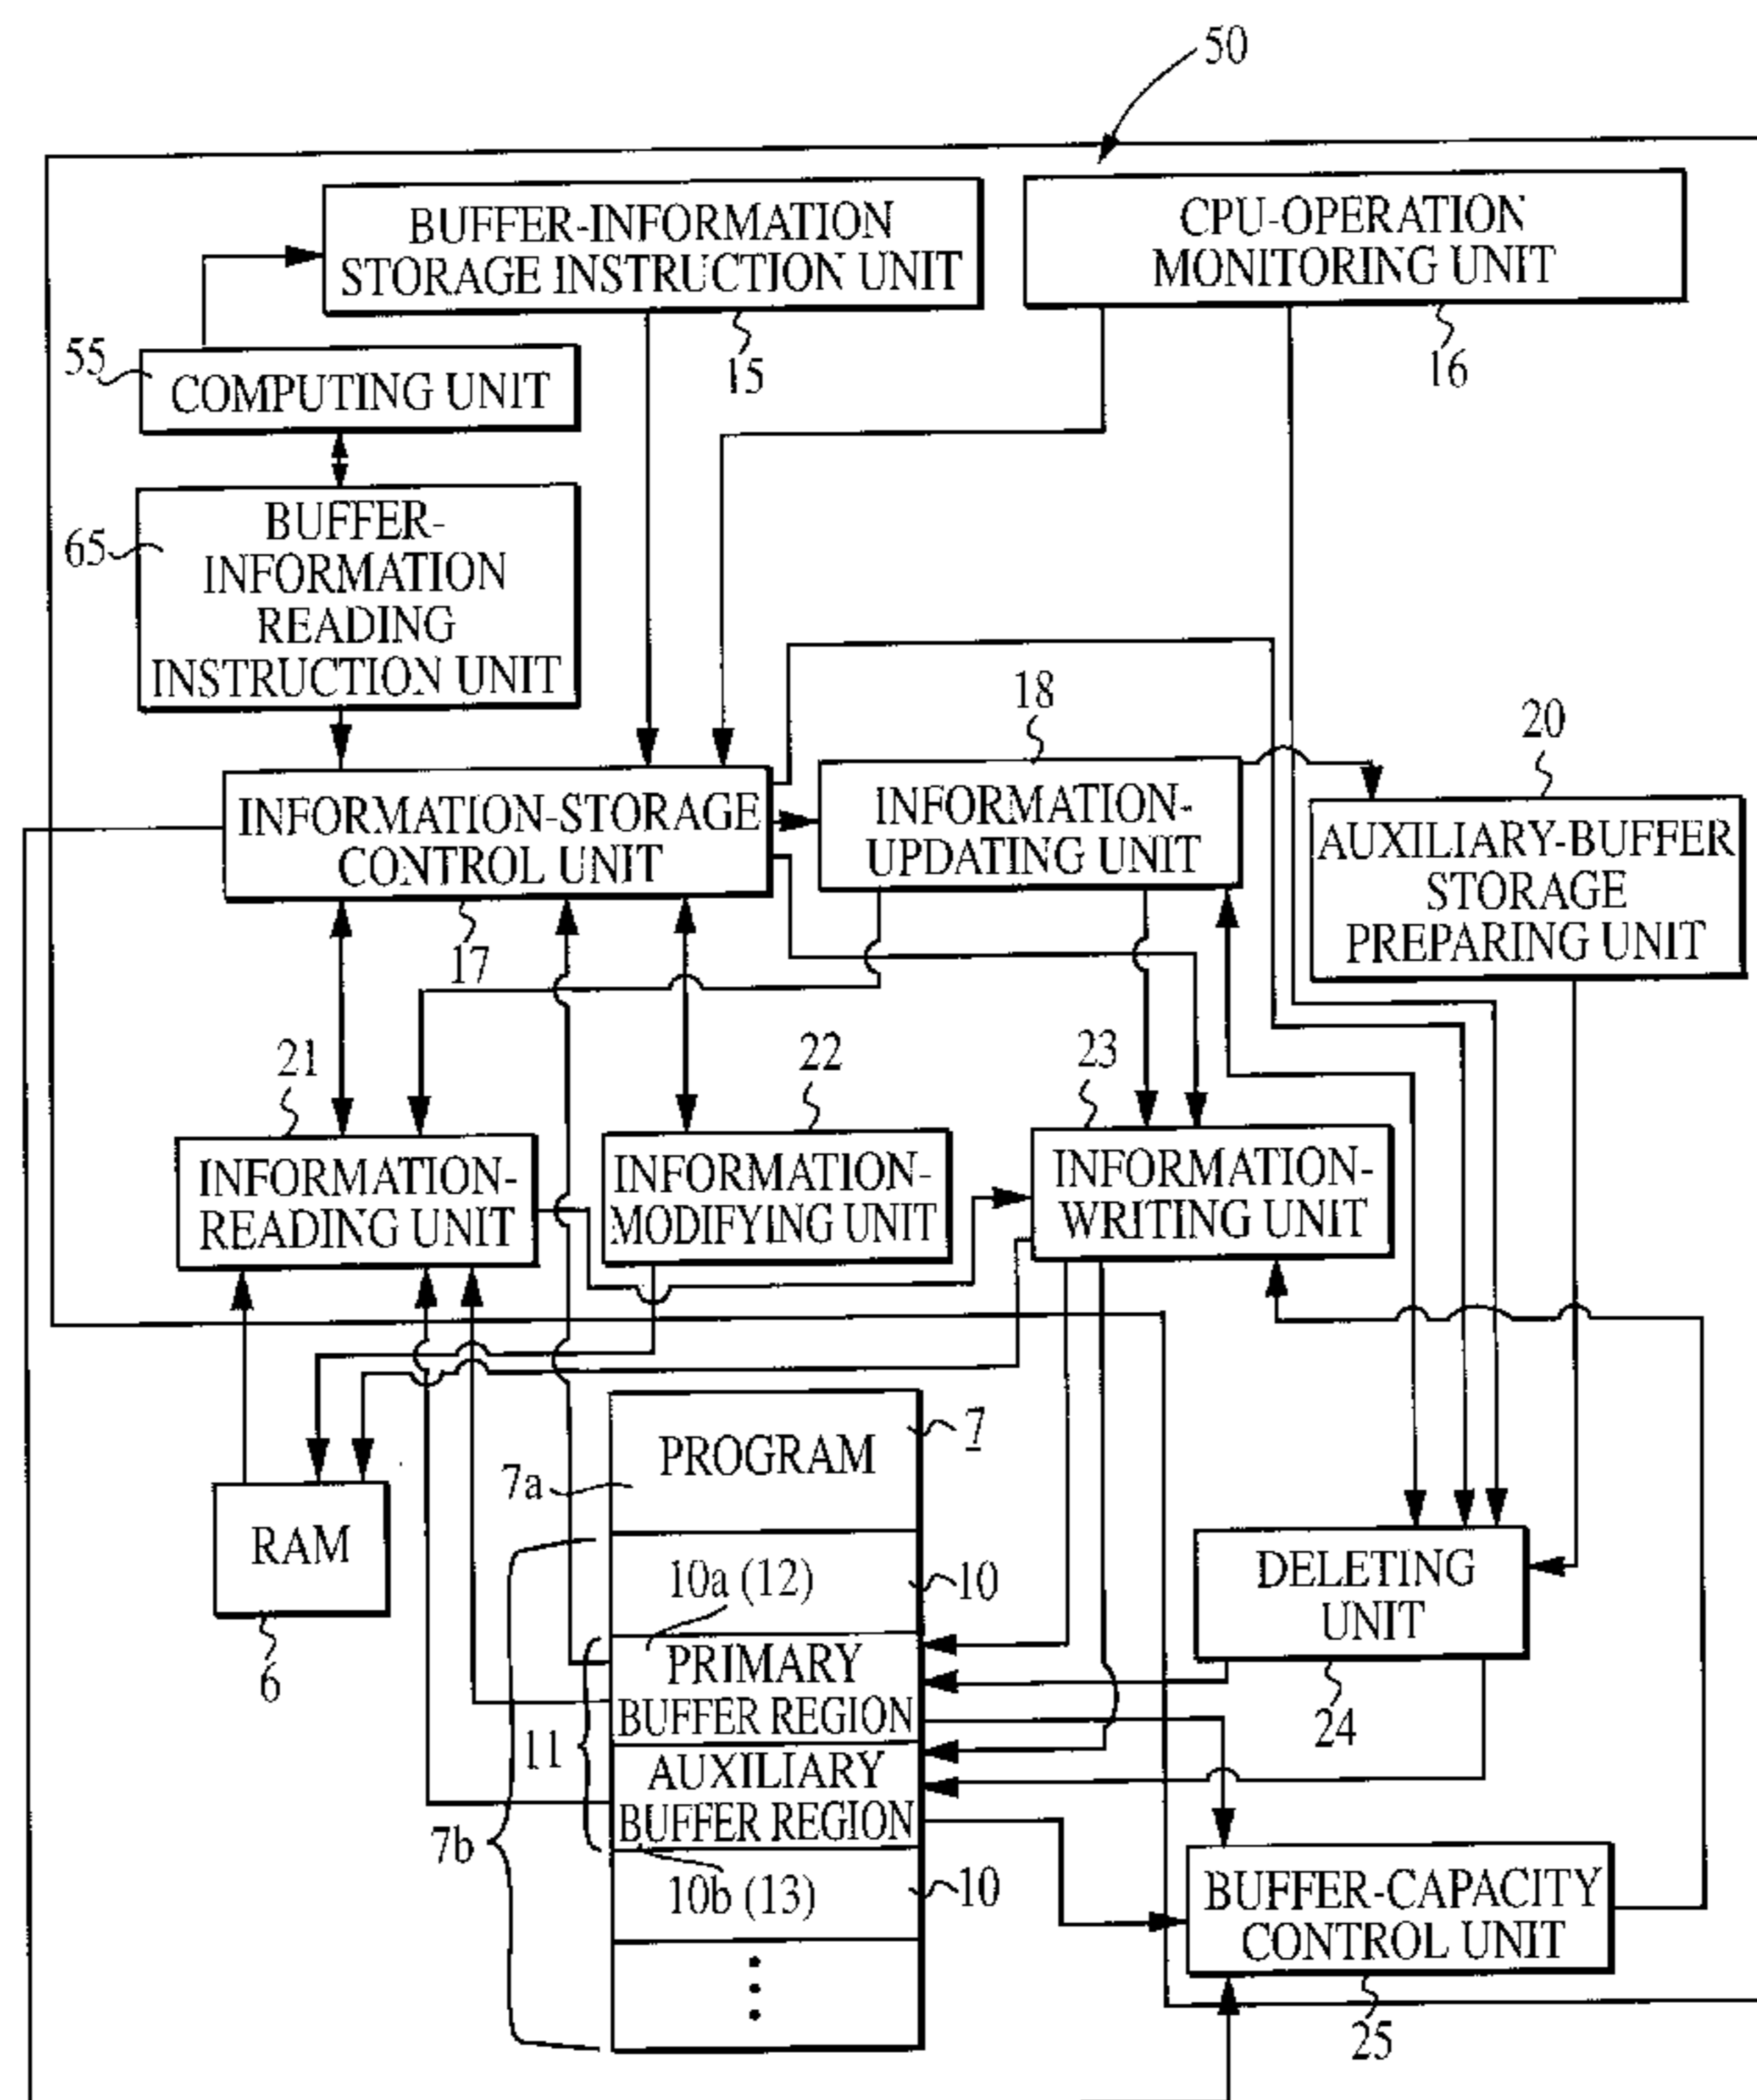 50
BUFFER-INFORMATION
STORAGE INSTRUCTION UNIT
15
CPU-OPERATION
MONITORING UNIT
16
55
COMPUTING UNIT
65
BUFFER-
INFORMATION
READING
INSTRUCTION UNIT
INFORMATION-STORAGE
CONTROL UNIT
17
18
INFORMATION-
UPDATING UNIT
20
AUXILIARY-BUFFER
STORAGE
PREPARING UNIT
21
INFORMATION-
READING UNIT
22
INFORMATION-
MODIFYING UNIT
23
INFORMATION-
WRITING UNIT
7
PROGRAM
7a
RAM
6
10a (12)
10
PRIMARY
BUFFER REGION
11
AUXILIARY
BUFFER REGION
7b
10b (13)
10
DELETING
UNIT
24
BUFFER-CAPACITY
CONTROL UNIT
25